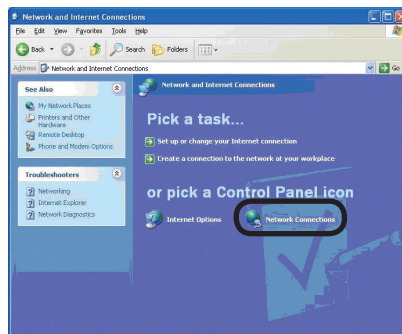 Network and Internet Connections
File Edit View Favorites Tools Help
Back Search Folders
Address Network and Internet Connections Go
See Also
My Network Places
Printers and Other Hardware
Remote Desktop
Phone and Modem Options
Troubleshooters
Networking
Internet Explorer
Network Diagnostics
Network and Internet Connections
Pick a task...
Set up or change your Internet connection
Create a connection to the network at your workplace
or pick a Control Panel icon
Internet Options
Network Connections